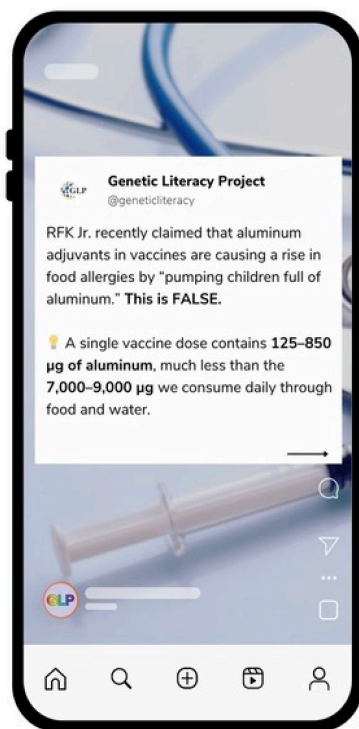 GLP
Genetic Literacy Project
@geneticliteracy
RFK Jr. recently claimed that aluminum
adjuvants in vaccines are causing a rise in
food allergies by “pumping children full of
aluminum.” This is FALSE.
💡 A single vaccine dose contains 125–850
µg of aluminum, much less than the
7,000–9,000 µg we consume daily through
food and water.
GLP